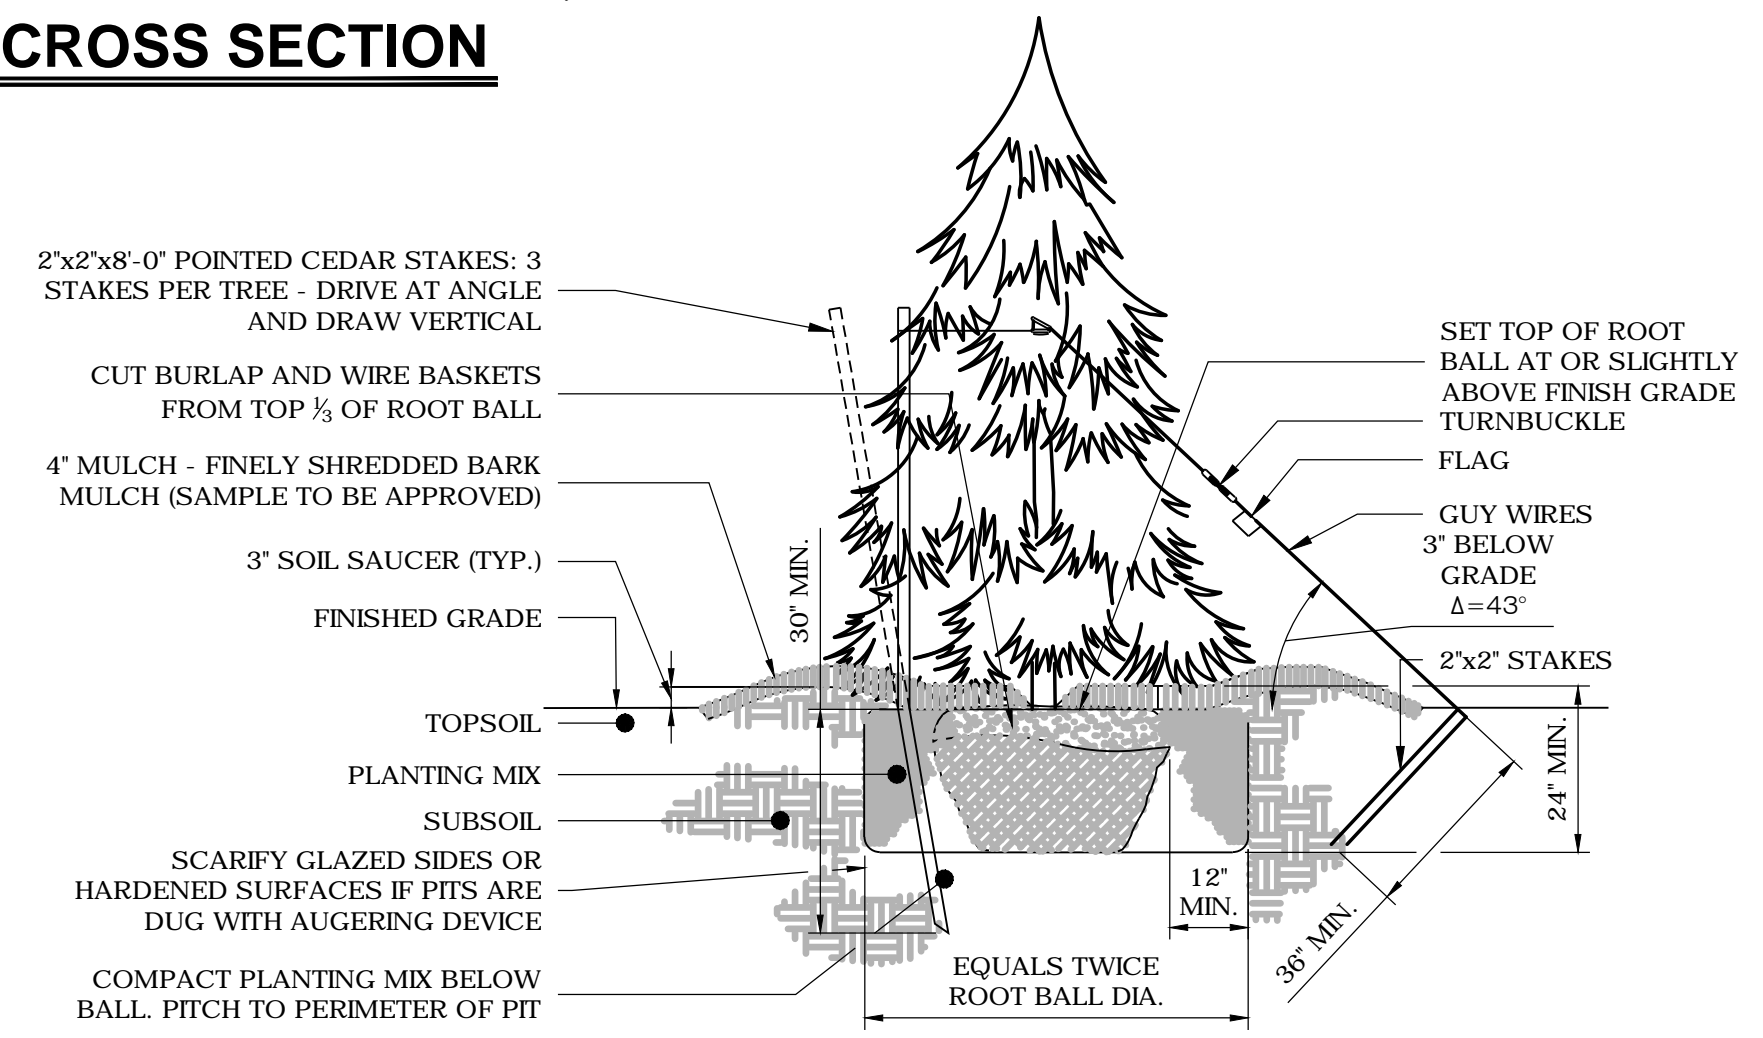 CROSS SECTION
2"x2"x8'-0" POINTED CEDAR STAKES: 3
STAKES PER TREE - DRIVE AT ANGLE
AND DRAW VERTICAL
CUT BURLAP AND WIRE BASKETS
FROM TOP ⅓ OF ROOT BALL
4" MULCH - FINELY SHREDDED BARK
MULCH (SAMPLE TO BE APPROVED)
3" SOIL SAUCER (TYP.)
FINISHED GRADE
TOPSOIL
PLANTING MIX
SUBSOIL
SCARIFY GLAZED SIDES OR
HARDENED SURFACES IF PITS ARE
DUG WITH AUGERING DEVICE
COMPACT PLANTING MIX BELOW
BALL. PITCH TO PERIMETER OF PIT
30" MIN.
EQUALS TWICE
ROOT BALL DIA.
12"
MIN.
SET TOP OF ROOT
BALL AT OR SLIGHTLY
ABOVE FINISH GRADE
TURNBUCKLE
FLAG
GUY WIRES
3" BELOW
GRADE
Δ=43°
2"x2" STAKES
24" MIN.
36" MIN.